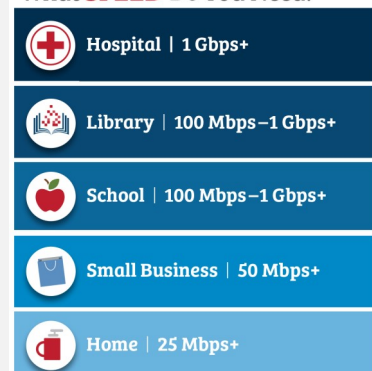 Hospital | 1 Gbps+
Library | 100 Mbps–1 Gbps+
School | 100 Mbps–1 Gbps+
Small Business | 50 Mbps+
Home | 25 Mbps+